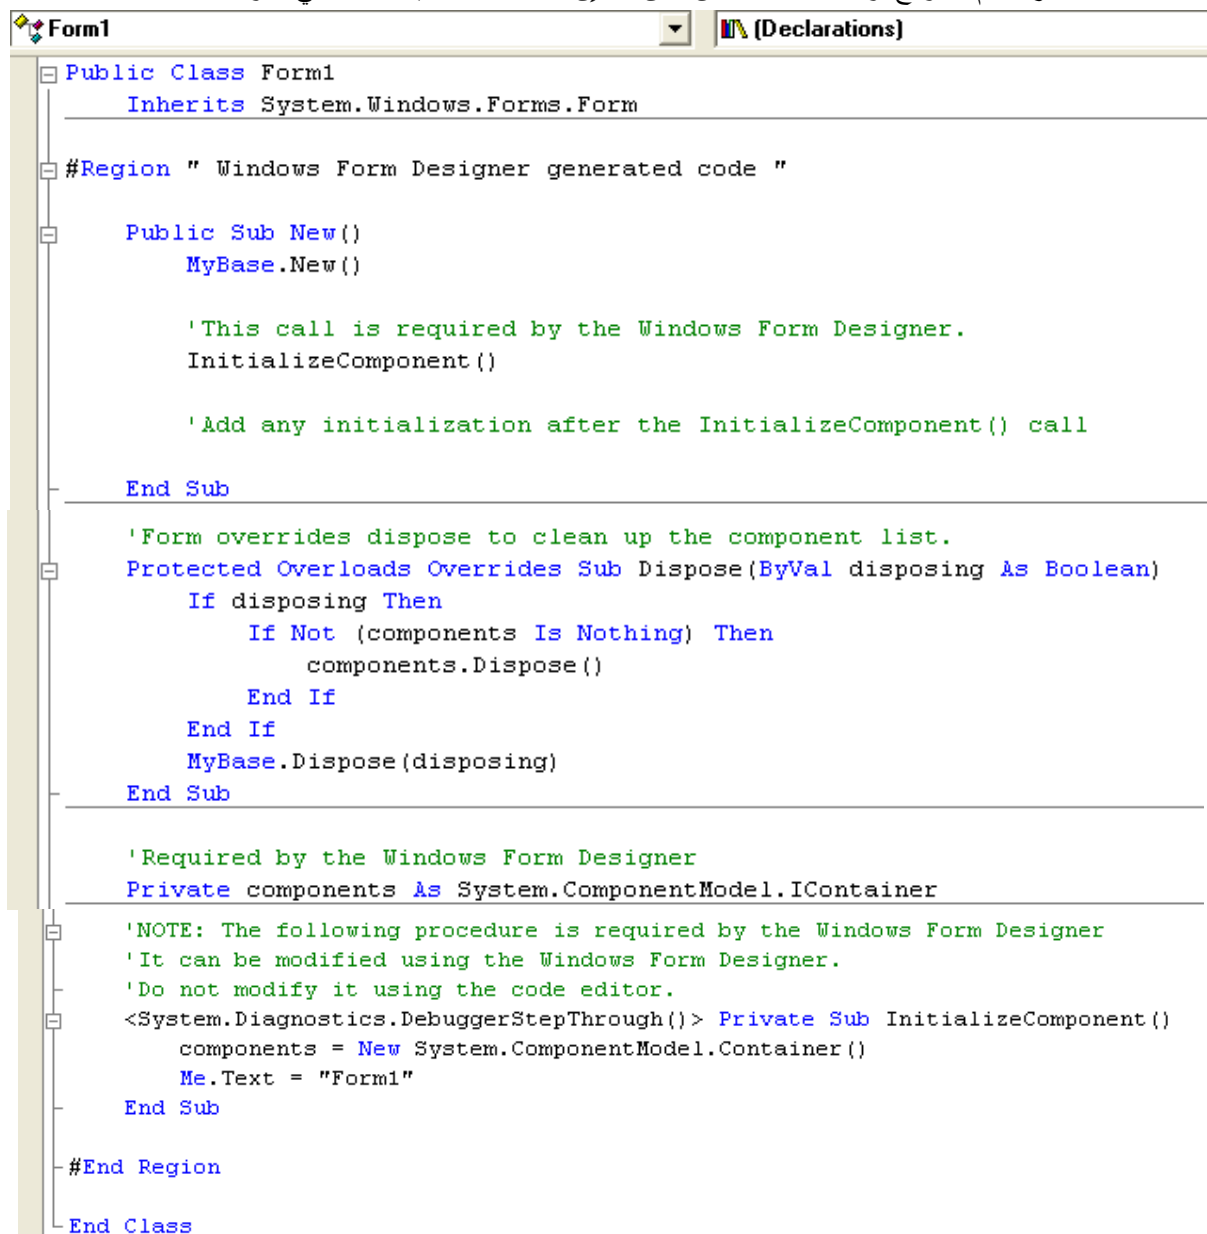 Form1 (Declarations)
Public Class Form1
    Inherits System.Windows.Forms.Form
#Region " Windows Form Designer generated code "
    Public Sub New()
        MyBase.New()
        'This call is required by the Windows Form Designer.
        InitializeComponent()
        'Add any initialization after the InitializeComponent() call
    End Sub
    'Form overrides dispose to clean up the component list.
    Protected Overloads Overrides Sub Dispose(ByVal disposing As Boolean)
        If disposing Then
            If Not (components Is Nothing) Then
                components.Dispose()
            End If
        End If
        MyBase.Dispose(disposing)
    End Sub
    'Required by the Windows Form Designer
    Private components As System.ComponentModel.IContainer
    'NOTE: The following procedure is required by the Windows Form Designer
    'It can be modified using the Windows Form Designer.
    'Do not modify it using the code editor.
    <System.Diagnostics.DebuggerStepThrough()> Private Sub InitializeComponent()
        components = New System.ComponentModel.Container()
        Me.Text = "Form1"
    End Sub
#End Region
End Class